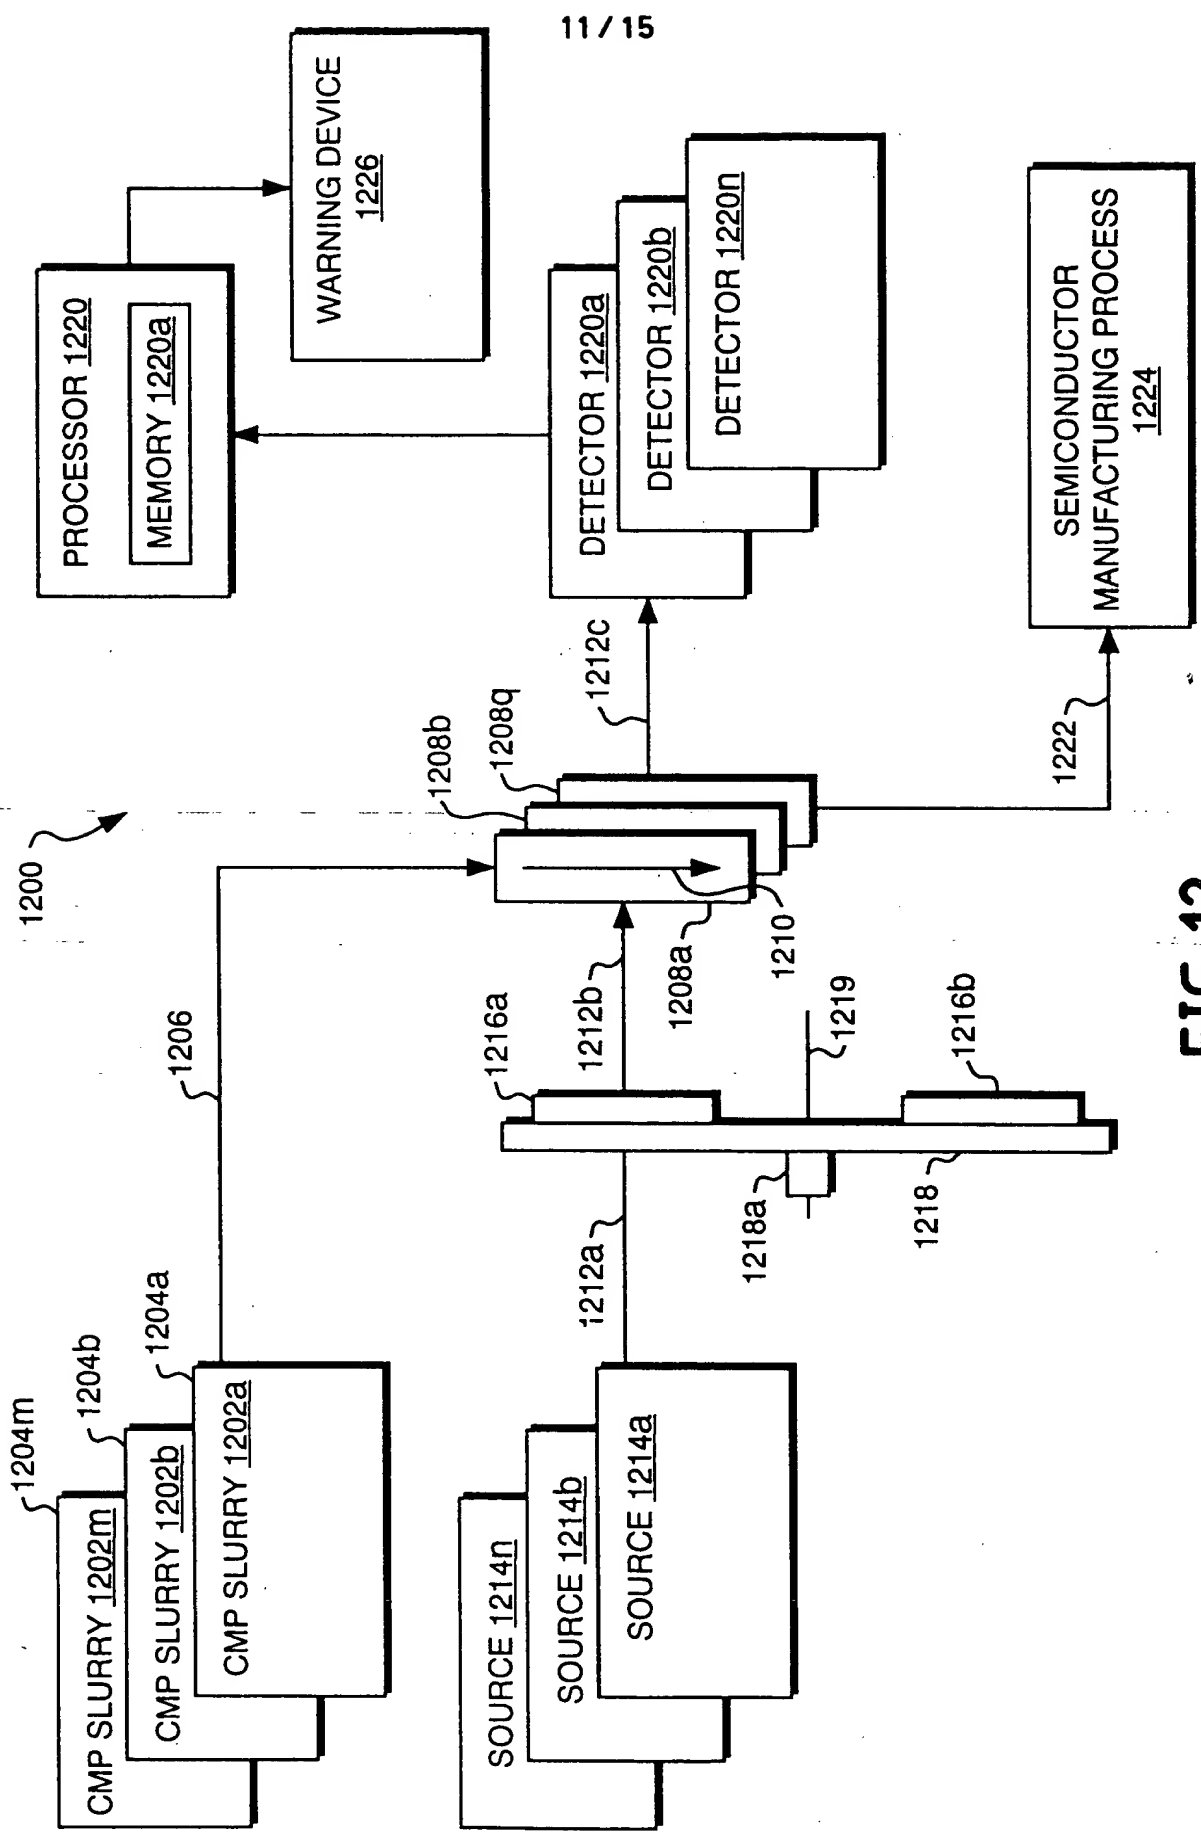 11/15
1200
1204m
1204b
1204a
CMP SLURRY 1202m
CMP SLURRY 1202b
CMP SLURRY 1202a
1206
PROCESSOR 1220
MEMORY 1220a
WARNING DEVICE
1226
SOURCE 1214n
SOURCE 1214b
SOURCE 1214a
1212a
1216a
1212b
1208a
1210
1208b
1208q
1212c
DETECTOR 1220a
DETECTOR 1220b
DETECTOR 1220n
1218a
1218
1219
1216b
1222
SEMICONDUCTOR
MANUFACTURING PROCESS
1224
FIG. 12